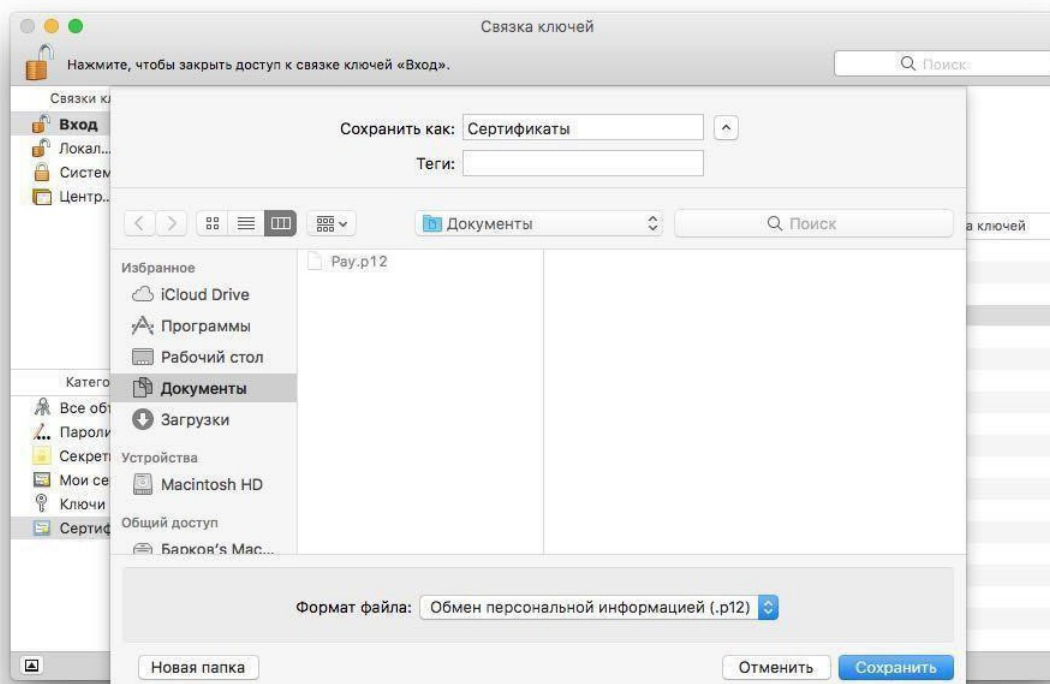 Связка ключей
Нажмите, чтобы закрыть доступ к связке ключей «Вход».
Поиск
Связки кл
Вход
Локал...
Систем
Центр...
Сохранить как: Сертификаты
Теги:
Документы
Поиск
а ключей
Избранное
iCloud Drive
Программы
Рабочий стол
Документы
Загрузки
Устройства
Macintosh HD
Общий доступ
Барков's Mac...
Pay.p12
Катего
Все объ
Пароли
Секретн
Мои се
Ключи
Сертиф
Формат файла: Обмен персональной информацией (.p12)
Новая папка
Отменить
Сохранить